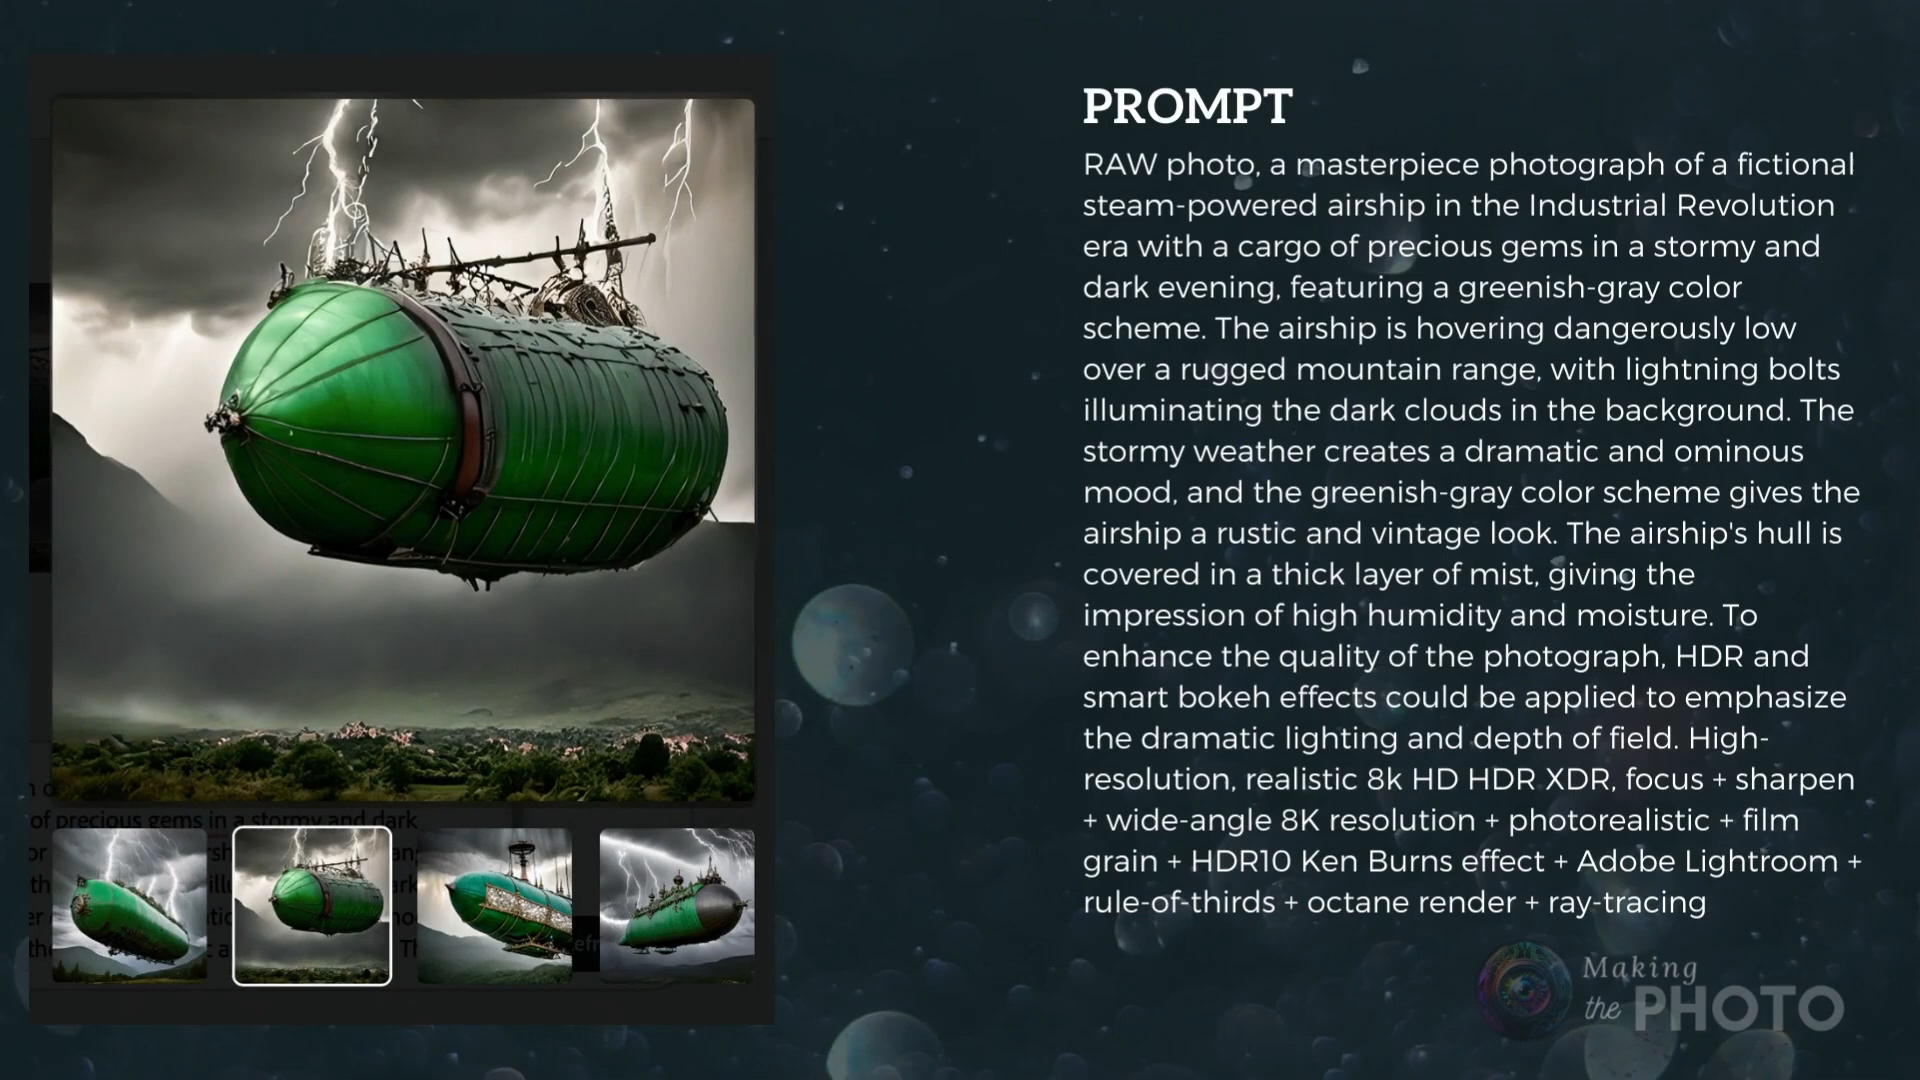 PROMPT
RAW photo, a masterpiece photograph of a fictional
steam-powered airship in the Industrial Revolution
era with a cargo of precious gems in a stormy and
dark evening, featuring a greenish-gray color
scheme. The airship is hovering dangerously low
over a rugged mountain range, with lightning bolts
illuminating the dark clouds in the background. The
stormy weather creates a dramatic and ominous
mood, and the greenish-gray color scheme gives the
airship a rustic and vintage look. The airship's hull is
covered in a thick layer of mist, giving the
impression of high humidity and moisture. To
enhance the quality of the photograph, HDR and
smart bokeh effects could be applied to emphasize
the dramatic lighting and depth of field. High-
resolution, realistic 8k HD HDR XDR, focus + sharpen
+ wide-angle 8K resolution + photorealistic + film
grain + HDR10 Ken Burns effect + Adobe Lightroom +
rule-of-thirds + octane render + ray-tracing
of precious gems in a stormy and dark
Making
the PHOTO